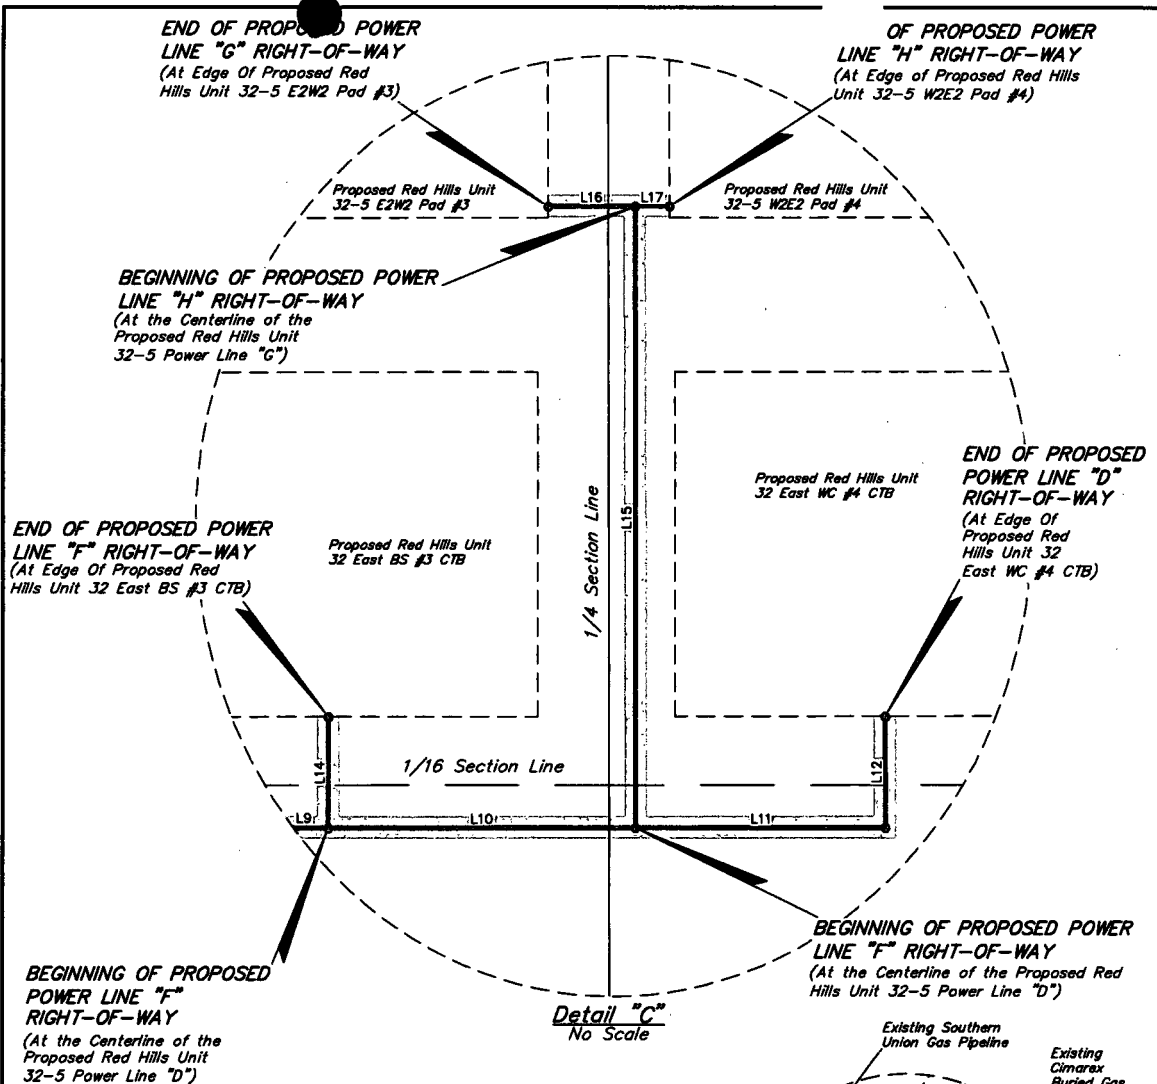 END OF PROPOSED POWER
LINE "G" RIGHT-OF-WAY
(At Edge Of Proposed Red
Hills Unit 32-5 E2W2 Pad #3)
OF PROPOSED POWER
LINE "H" RIGHT-OF-WAY
(At Edge of Proposed Red Hills
Unit 32-5 W2E2 Pad #4)
Proposed Red Hills Unit
32-5 E2W2 Pad #3
L16
L17
Proposed Red Hills Unit
32-5 W2E2 Pad #4
BEGINNING OF PROPOSED POWER
LINE "H" RIGHT-OF-WAY
(At the Centerline of the
Proposed Red Hills Unit
32-5 Power Line "G")
END OF PROPOSED
POWER LINE "D"
RIGHT-OF-WAY
(At Edge Of
Proposed Red
Hills Unit 32
East WC #4 CTB)
Proposed Red Hills Unit
32 East WC #4 CTB
1/4 Section Line
L15
END OF PROPOSED POWER
LINE "F" RIGHT-OF-WAY
(At Edge Of Proposed Red
Hills Unit 32 East BS #3 CTB)
Proposed Red Hills Unit
32 East BS #3 CTB
1/16 Section Line
L14
L12
L9
L10
L11
BEGINNING OF PROPOSED POWER
LINE "F" RIGHT-OF-WAY
(At the Centerline of the Proposed Red
Hills Unit 32-5 Power Line "D")
BEGINNING OF PROPOSED
POWER LINE "F"
RIGHT-OF-WAY
(At the Centerline of the
Proposed Red Hills Unit
32-5 Power Line "D")
Detail "C"
No Scale
Existing Southern
Union Gas Pipeline
Existing
Cimarex
Buried Gas